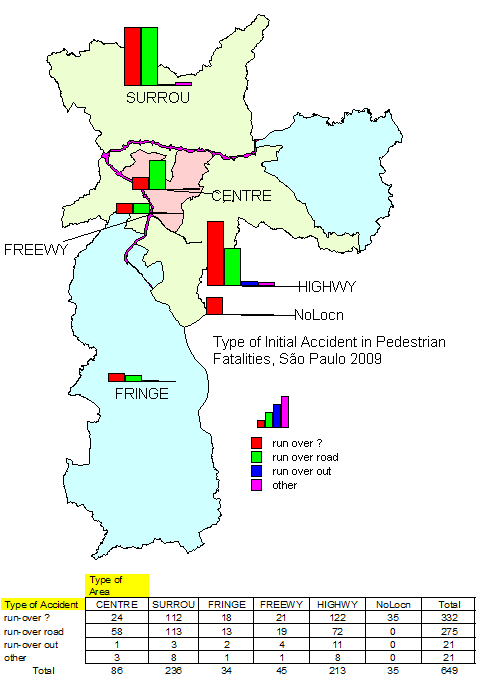 SURROU
CENTRE
FREEWY
HIGHWY
NoLocn
Type of Initial Accident in Pedestrian
Fatalities, São Paulo 2009
FRINGE
run over ?
run over road
run over out
other
Type of
Area
Type of Accident CENTRE SURROU FRINGE FREEWY HIGHWY NoLocn Total
run-over ? 24 112 18 21 122 35 332
run-over road 58 113 13 19 72 0 275
run-over out 1 3 2 4 11 0 21
other 3 8 1 1 8 0 21
Total 86 236 34 45 213 35 649